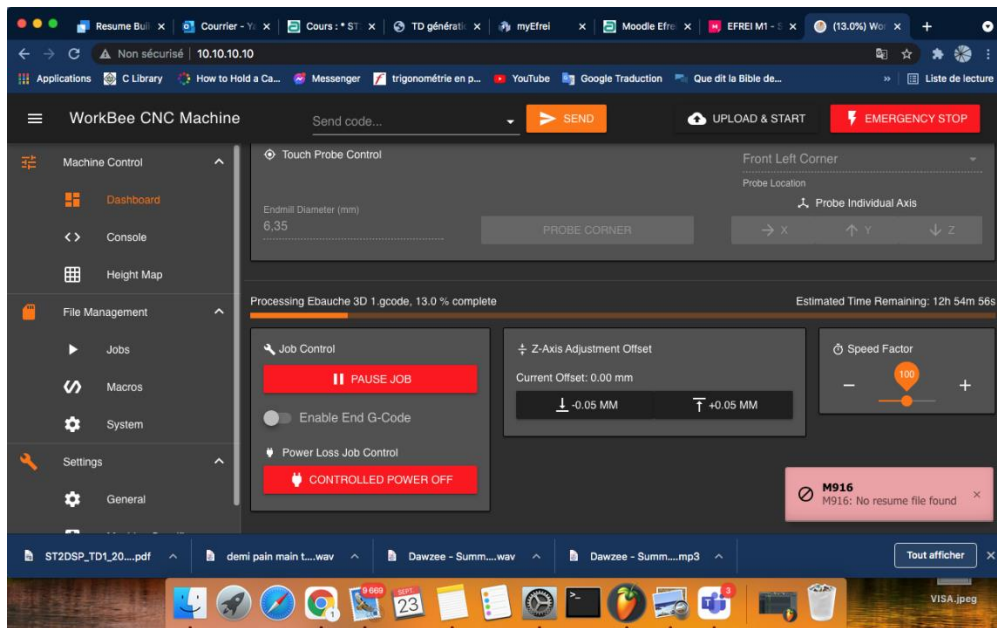 Resume Buil
Courrier - Ya
Cours : * ST:
TD génératic
myEfrei
Moodle Efre
EFREI M1 - S
(13.0%) Wor
Non sécurisé | 10.10.10.10
Applications
C Library
How to Hold a Ca...
Messenger
trigonométrie en p...
YouTube
Google Traduction
Que dit la Bible de...
»
Liste de lecture
WorkBee CNC Machine
Send code...
SEND
UPLOAD & START
EMERGENCY STOP
Machine Control
Dashboard
Console
Height Map
File Management
Jobs
Macros
System
Settings
General
Touch Probe Control
Front Left Corner
Probe Location
Endmill Diameter (mm)
6,35
PROBE CORNER
Probe Individual Axis
X
Y
Z
Processing Ebauche 3D 1.gcode, 13.0 % complete
Estimated Time Remaining: 12h 54m 56s
Job Control
PAUSE JOB
Enable End G-Code
Power Loss Job Control
CONTROLLED POWER OFF
Z-Axis Adjustment Offset
Current Offset: 0.00 mm
-0.05 MM
+0.05 MM
Speed Factor
100
M916
M916: No resume file found
ST2DSP_TD1_20....pdf
demi pain main t....wav
Dawzee - Summ....wav
Dawzee - Summ....mp3
Tout afficher
9 669
SEPT.
23
3
VISA.jpeg